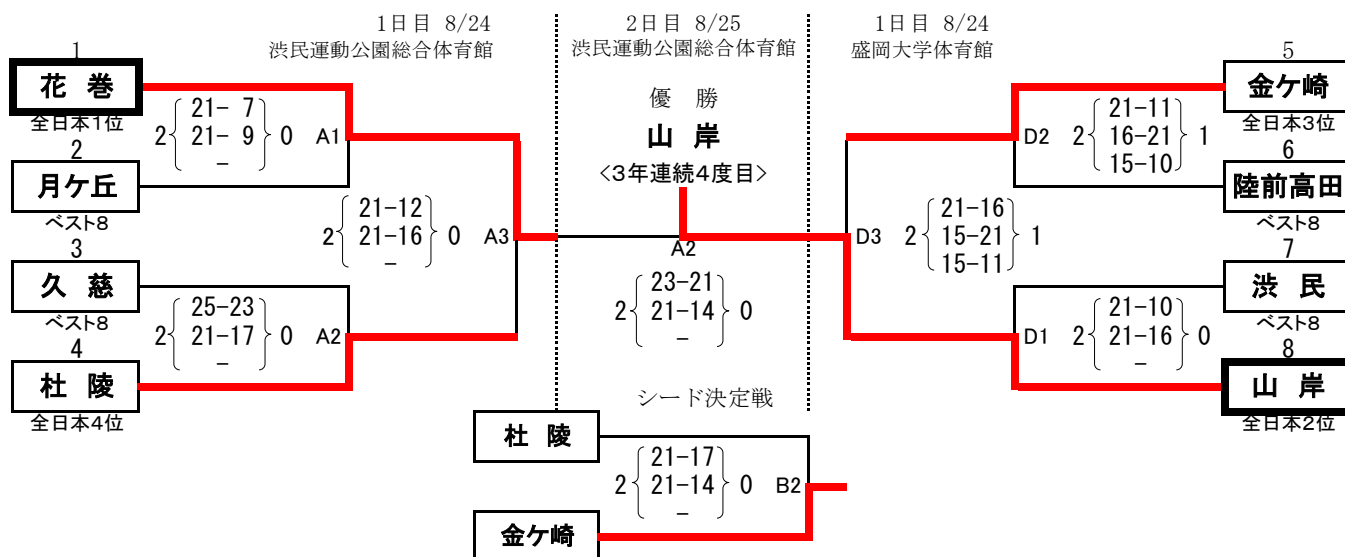 1日目 8/24
渋民運動公園総合体育館
2日目 8/25
渋民運動公園総合体育館
1日目 8/24
盛岡大学体育館
1
花 巻
全日本1位
2
月ケ丘
ベスト8
3
久 慈
ベスト8
4
杜 陵
全日本4位
2 21- 7 0
21- 9
-
A1
2 25-23 0
21-17
-
A2
2 21-12 0
21-16
-
A3
優 勝
山 岸
<3年連続4度目>
A2
2 23-21 0
21-14
-
シード決定戦
杜 陵
2 21-17 0
21-14
-
B2
金ケ崎
D3
2 21-16 1
15-21
15-11
D2
2 21-11 1
16-21
15-10
D1
2 21-10 0
21-16
-
5
金ケ崎
全日本3位
6
陸前高田
ベスト8
7
渋 民
ベスト8
8
山 岸
全日本2位